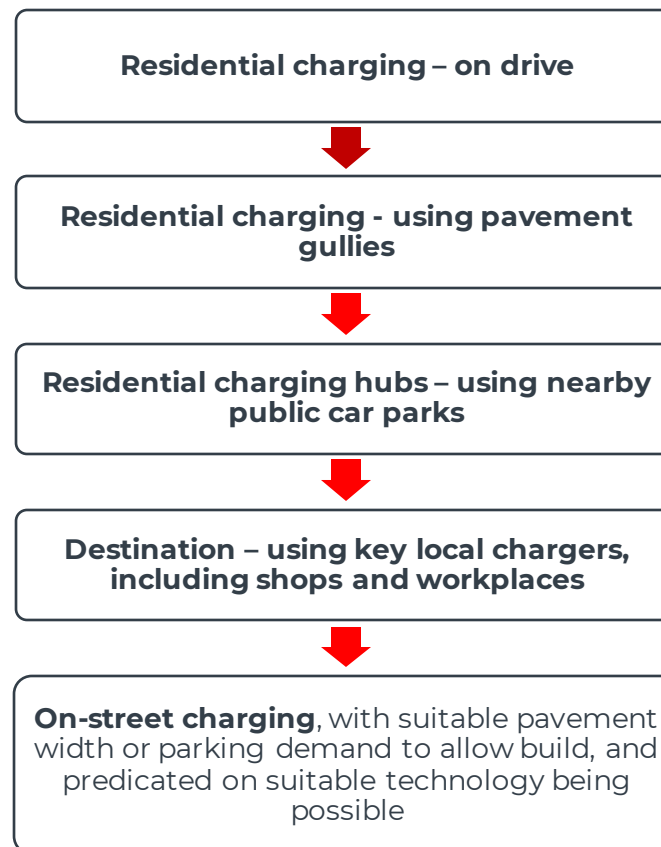 Residential charging – on drive
Residential charging - using pavement
gullies
Residential charging hubs – using nearby
public car parks
Destination – using key local chargers,
including shops and workplaces
On-street charging, with suitable pavement
width or parking demand to allow build, and
predicated on suitable technology being
possible